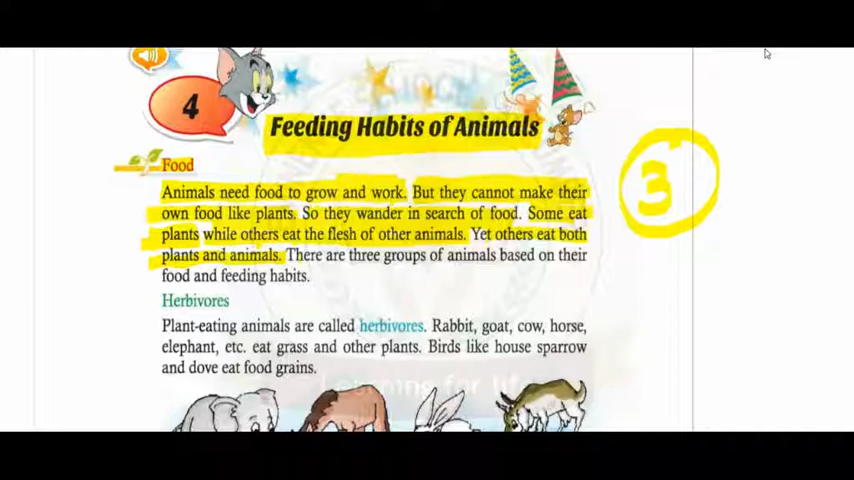 4
Feeding Habits of Animals
Food
3
Animals need food to grow and work. But they cannot make their
own food like plants. So they wander in search of food. Some eat
plants while others eat the flesh of other animals. Yet others eat both
plants and animals. There are three groups of animals based on their
food and feeding habits.
Herbivores
Plant-eating animals are called herbivores. Rabbit, goat, cow, horse,
elephant, etc. eat grass and other plants. Birds like house sparrow
and dove eat food grains.
Learning for life